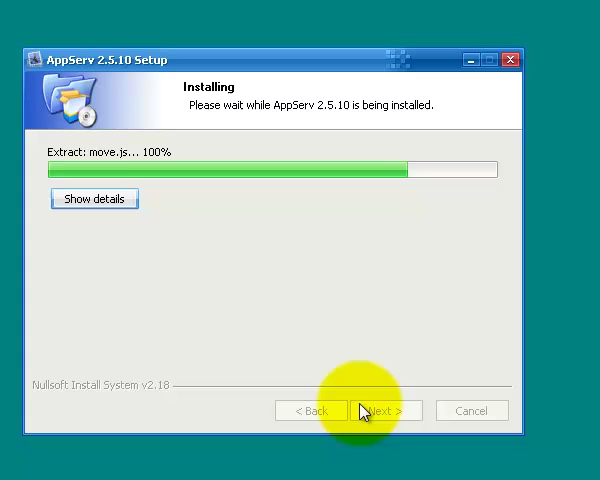 AppServ 2.5.10 Setup
Installing
Please wait while AppServ 2.5.10 is being installed.
Extract: move.js... 100%
Show details
Nullsoft Install System v2.18
< Back
Next >
Cancel